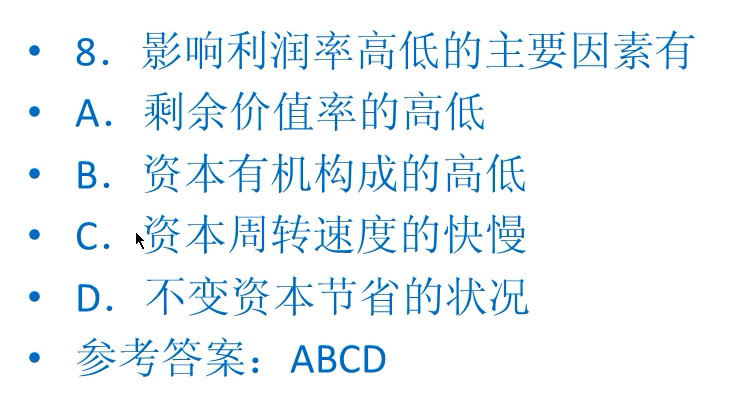 • 8．影响利润率高低的主要因素有
• A．剩余价值率的高低
• B．资本有机构成的高低
• C．资本周转速度的快慢
• D．不变资本节省的状况
• 参考答案：ABCD